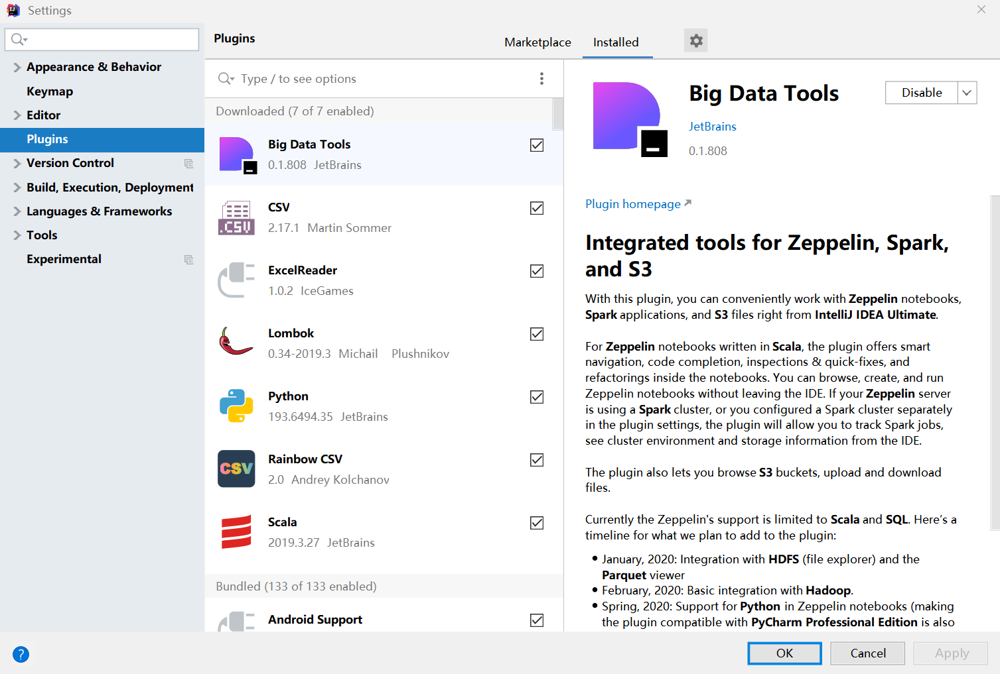 Settings
Plugins
Marketplace
Installed
Appearance & Behavior
Keymap
Editor
Plugins
Version Control
Build, Execution, Deployment
Languages & Frameworks
Tools
Experimental
Type / to see options
Downloaded (7 of 7 enabled)
Big Data Tools
0.1.808 JetBrains
.CSV
CSV
2.17.1 Martin Sommer
ExcelReader
1.0.2 IceGames
Lombok
0.34-2019.3 Michail Plushnikov
Python
193.6494.35 JetBrains
CSV
Rainbow CSV
2.0 Andrey Kolchanov
Scala
2019.3.27 JetBrains
Bundled (133 of 133 enabled)
Android Support
Big Data Tools
Disable
JetBrains
0.1.808
Plugin homepage
Integrated tools for Zeppelin, Spark,
and S3
With this plugin, you can conveniently work with Zeppelin notebooks,
Spark applications, and S3 files right from IntelliJ IDEA Ultimate.
For Zeppelin notebooks written in Scala, the plugin offers smart
navigation, code completion, inspections & quick-fixes, and
refactorings inside the notebooks. You can browse, create, and run
Zeppelin notebooks without leaving the IDE. If your Zeppelin server
is using a Spark cluster, or you configured a Spark cluster separately
in the plugin settings, the plugin will allow you to track Spark jobs,
see cluster environment and storage information from the IDE.
The plugin also lets you browse S3 buckets, upload and download
files.
Currently the Zeppelin's support is limited to Scala and SQL. Here’s a
timeline for what we plan to add to the plugin:
• January, 2020: Integration with HDFS (file explorer) and the
Parquet viewer
• February, 2020: Basic integration with Hadoop.
• Spring, 2020: Support for Python in Zeppelin notebooks (making
the plugin compatible with PyCharm Professional Edition is also
?
OK
Cancel
Apply